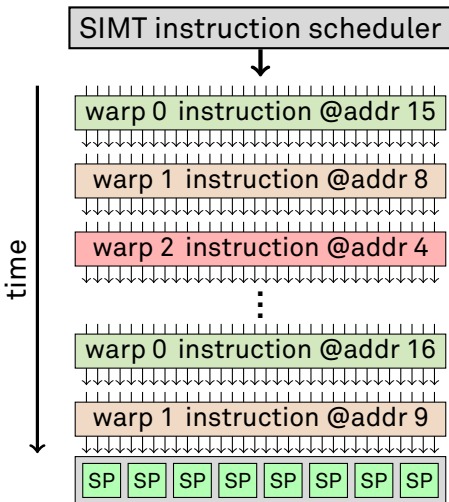 SIMT instruction scheduler
time
warp 0 instruction @addr 15
warp 1 instruction @addr 8
warp 2 instruction @addr 4
⋮
warp 0 instruction @addr 16
warp 1 instruction @addr 9
SP SP SP SP SP SP SP SP